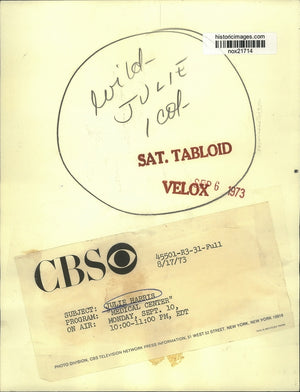 historicimages.com
nox21714
wild-
JULIE
1 col-
SAT. TABLOID
VELOX SEP 6 1973
CBS
45501-R3-31-Full
8/17/73
SUBJECT: JULIE HARRIS
PROGRAM: "MEDICAL CENTER"
ON AIR: MONDAY, SEPT. 10,
10:00-11:00 PM, EDT
PHOTO DIVISION, CBS TELEVISION NETWORK PRESS INFORMATION, 51 WEST 52 STREET, NEW YORK, NEW YORK 10019